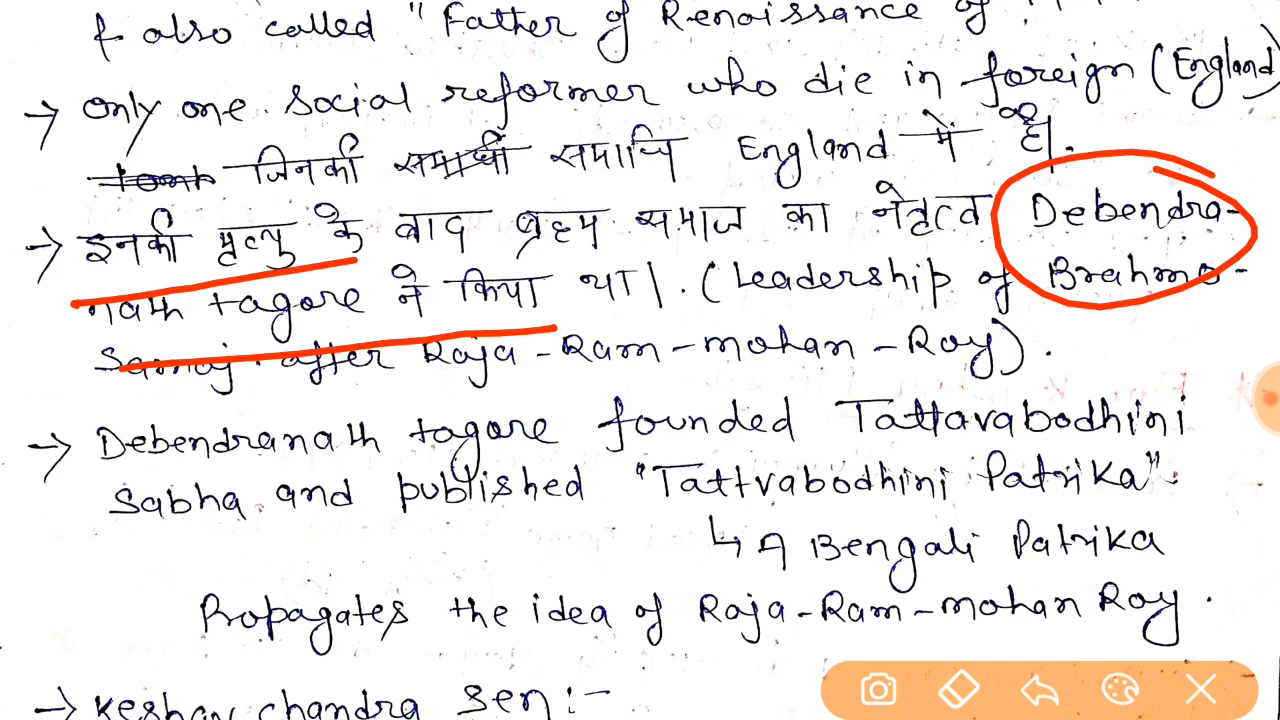 & also called "Father of Renaissance of
→ only one social reformer who die in foreign (England)
जिनकी समाधी समाधि England में है।.
→ इनकी मृत्यु के बाद ब्रह्म समाज का नेतृत्व Debendra-
nath tagore ने किया था।. (Leadership of Brahmo-
Samaj after Raja-Ram-mohan-Roy).
→ Debendranath tagore founded Tattavabodhini
Sabha and published "Tattvabodhini Patrika".
↳ A Bengali Patrika
Propagates the idea of Raja-Ram-mohan Roy.
→ Keshav chandra sen:-